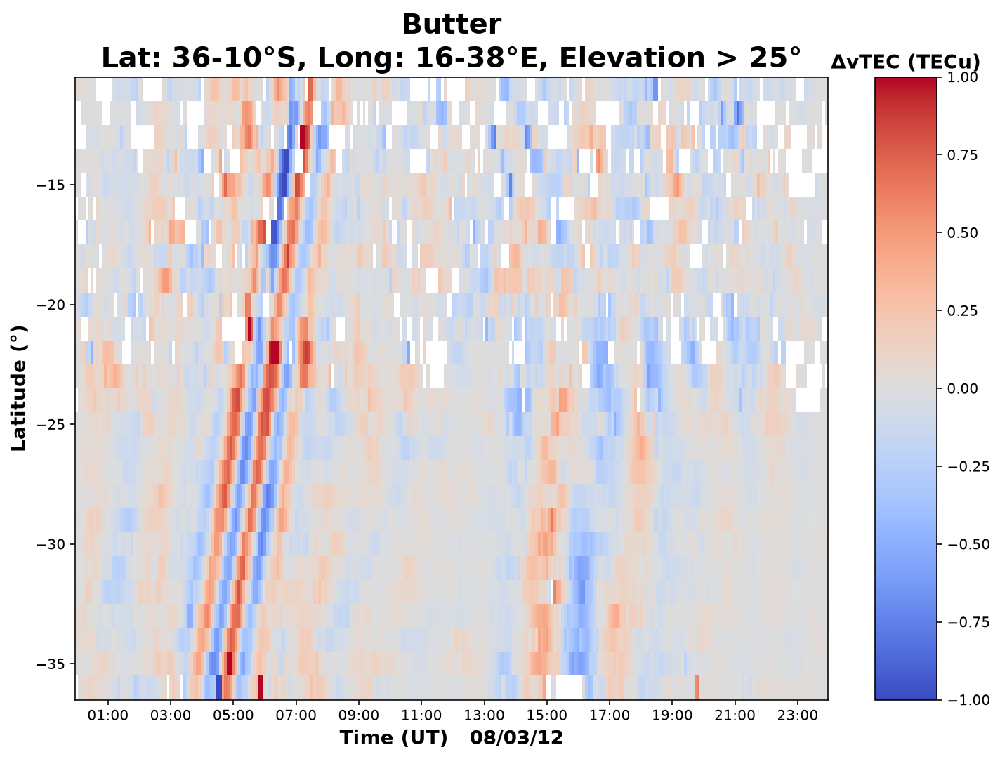 Butter
Lat: 36-10°S, Long: 16-38°E, Elevation > 25°
ΔvTEC (TECu)
1.00
0.75
0.50
0.25
0.00
−0.25
−0.50
−0.75
−1.00
Latitude (°)
−15
−20
−25
−30
−35
01:00 03:00 05:00 07:00 09:00 11:00 13:00 15:00 17:00 19:00 21:00 23:00
Time (UT) 08/03/12